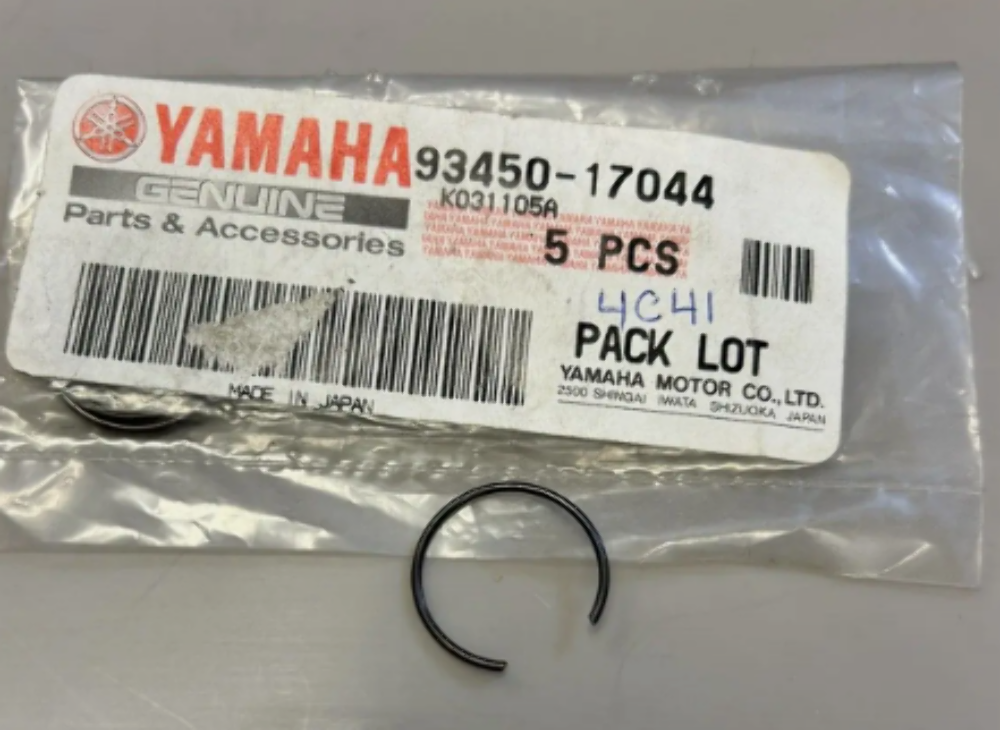 YAMAHA 93450-17044
GENUINE K031105A
Parts & Accessories 5 PCS
4C41
PACK LOT
MADE IN JAPAN
YAMAHA MOTOR CO., LTD.
2500 SHINGAI IWATA SHIZUOKA JAPAN